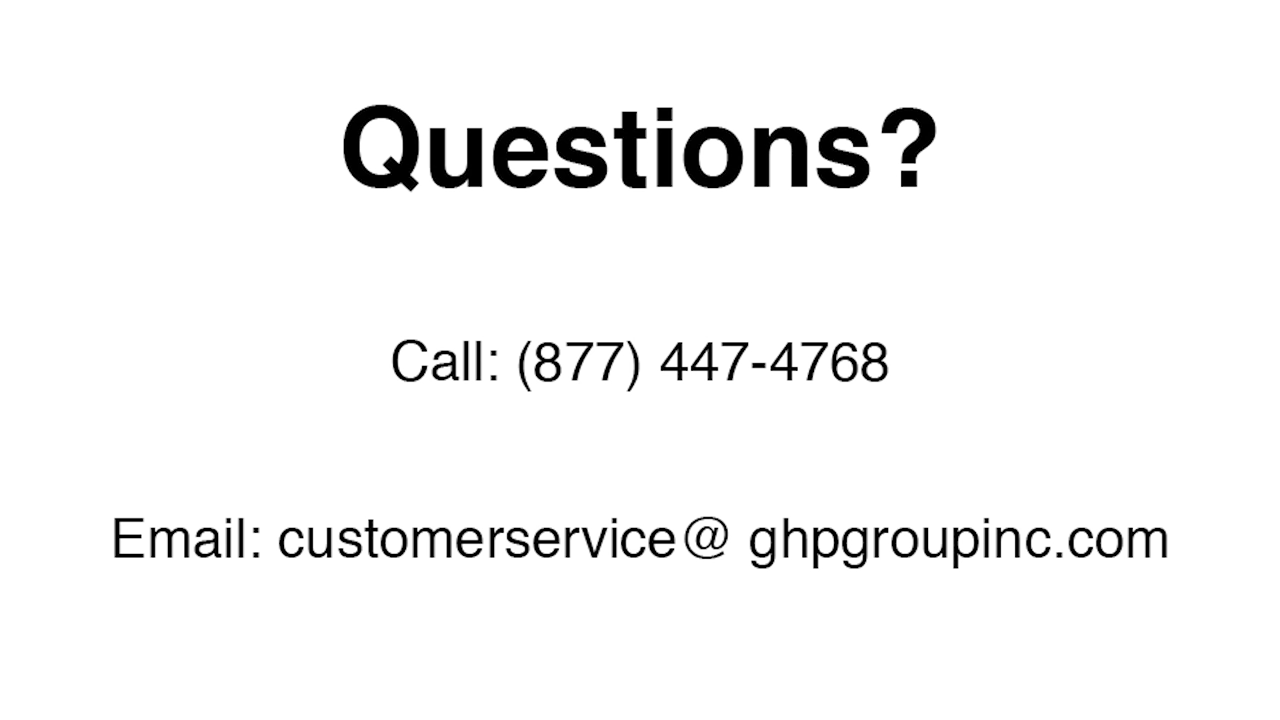 Questions?
Call: (877) 447-4768
Email: customerservice@ ghpgroupinc.com